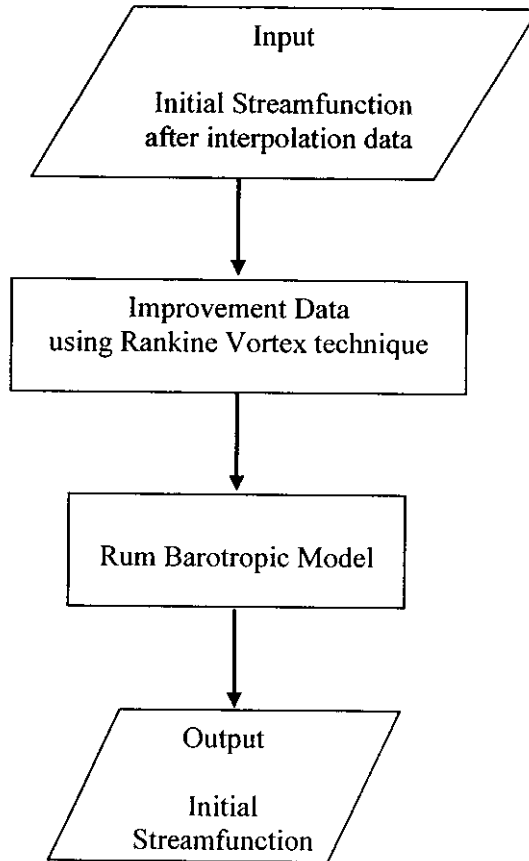 Input
Initial Streamfunction
after interpolation data
Improvement Data
using Rankine Vortex technique
Rum Barotropic Model
Output
Initial
Streamfunction